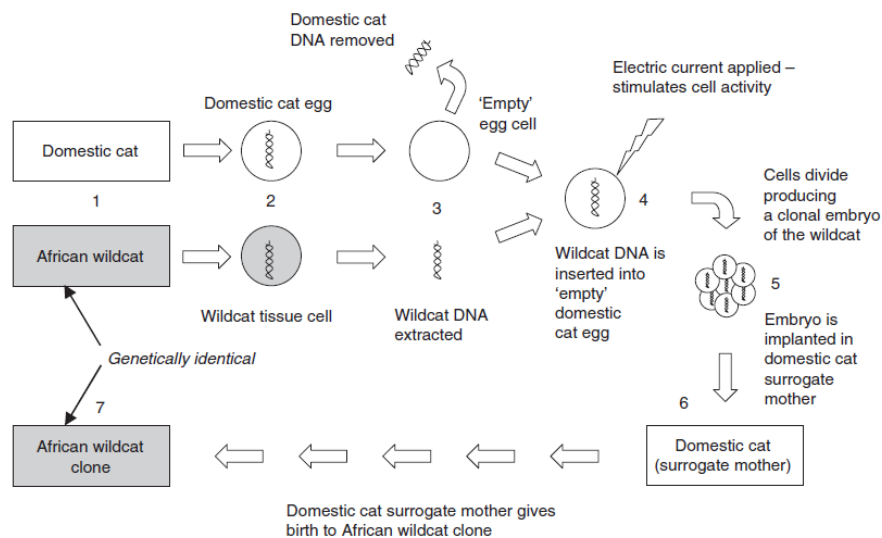 Domestic cat
DNA removed
Electric current applied –
stimulates cell activity
Domestic cat egg
'Empty'
egg cell
Domestic cat
1
2
3
4
Cells divide
producing
a clonal embryo
of the wildcat
African wildcat
Wildcat tissue cell
Wildcat DNA
extracted
Wildcat DNA is
inserted into
'empty'
domestic
cat egg
5
Embryo is
implanted in
domestic cat
surrogate
mother
Genetically identical
7
6
African wildcat
clone
Domestic cat
(surrogate mother)
Domestic cat surrogate mother gives
birth to African wildcat clone